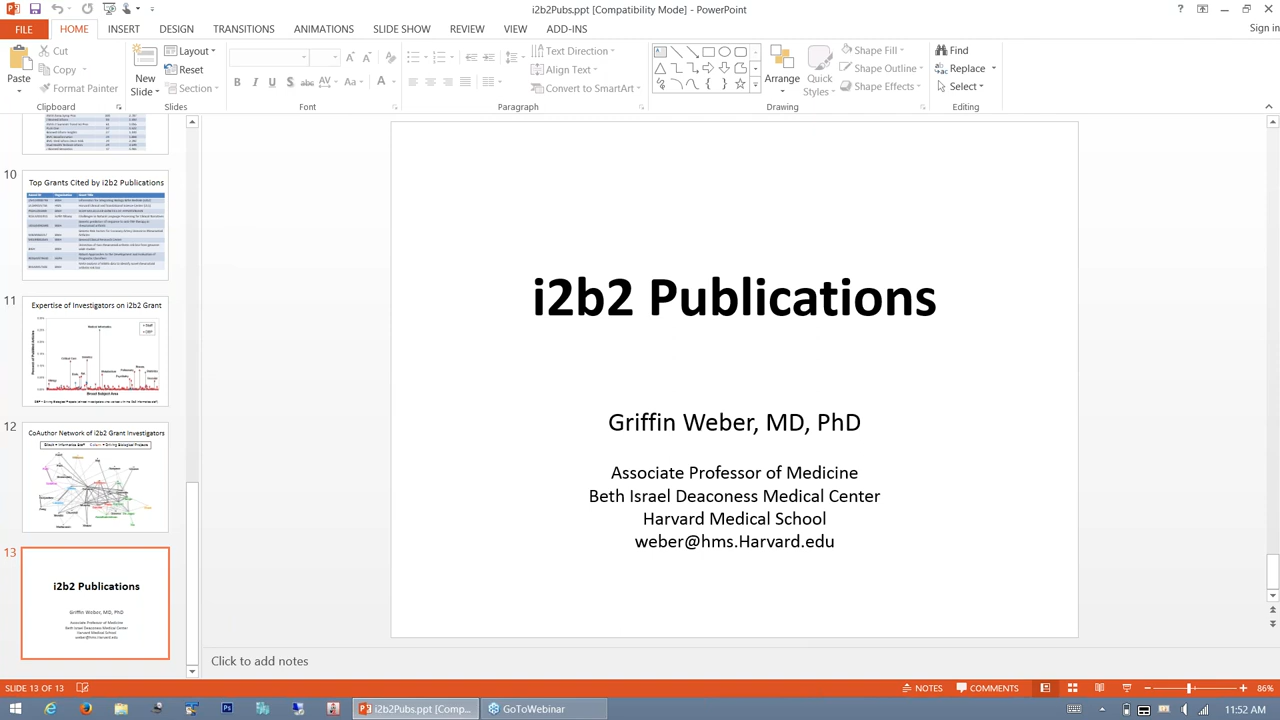 i2b2Pubs.ppt [Compatibility Mode] - PowerPoint
FILE HOME INSERT DESIGN TRANSITIONS ANIMATIONS SLIDE SHOW REVIEW VIEW ADD-INS Sign in
Paste
Cut
Copy
Format Painter
Clipboard
New
Slide
Layout
Reset
Section
Slides
Font
Text Direction
Align Text
Convert to SmartArt
Paragraph
Arrange
Quick
Styles
Shape Fill
Shape Outline
Shape Effects
Drawing
Find
Replace
Select
Editing
10
Top Grants Cited by i2b2 Publications
11
Expertise of Investigators on i2b2 Grant
Broad Subject Area
12
CoAuthor Network of i2b2 Grant Investigators
13
i2b2 Publications
Griffin Weber, MD, PhD
Associate Professor of Medicine
Beth Israel Deaconess Medical Center
Harvard Medical School
weber@hms.Harvard.edu
i2b2 Publications
Griffin Weber, MD, PhD
Associate Professor of Medicine
Beth Israel Deaconess Medical Center
Harvard Medical School
weber@hms.Harvard.edu
Click to add notes
SLIDE 13 OF 13
NOTES
COMMENTS
86%
i2b2Pubs.ppt [Comp...
GoToWebinar
11:52 AM